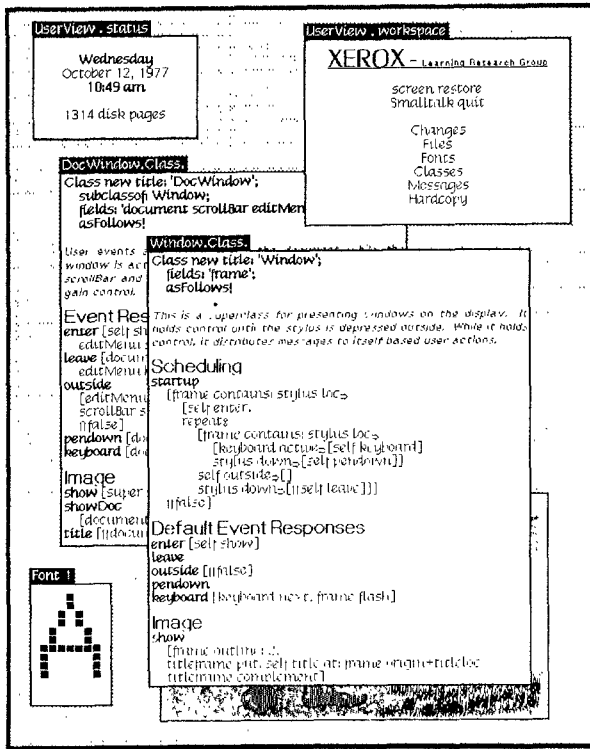 UserView.status
Wednesday
October 12, 1977
10:49 am
1314 disk pages
UserView.workspace
XEROX - Learning Research Group
screen restore
Smalltalk quit
Changes
Files
Fonts
Classes
Messages
Hardcopy
DocWindow.Class.
Class new title: 'DocWindow';
subclassof: Window;
fields: 'document scrollBar editMen
asFollows!
User events
window is act
scrollBar and
gain control.
Event Res
enter [self sh
editMenu
leave [docum
editMenu
outside
[editMenu
scrollBar s
⇑false]
pendown [do
keyboard [do
Image
show [super
showDoc
[document
title [⇑docum
Window.Class.
Class new title: 'Window';
fields: 'frame';
asFollows!
This is a superclass for presenting windows on the display. It
holds control until the stylus is depressed outside. While it holds
control, it distributes messages to itself based user actions.
Scheduling
startup
[frame contains: stylus loc⇒
[self enter.
repeat:
[frame contains: stylus loc⇒
[keyboard active⇒[self keyboard]
stylus down⇒[self pendown]]
self outside⇒[]
stylus down⇒[⇑self leave]]]
⇑false]
Default Event Responses
enter [self show]
leave
outside [⇑false]
pendown
keyboard [keyboard next. frame flash]
Image
show
[frame outline: 2.
titleframe put: self title at: frame origin+titleloc.
titleframe complement]
Font 1
A